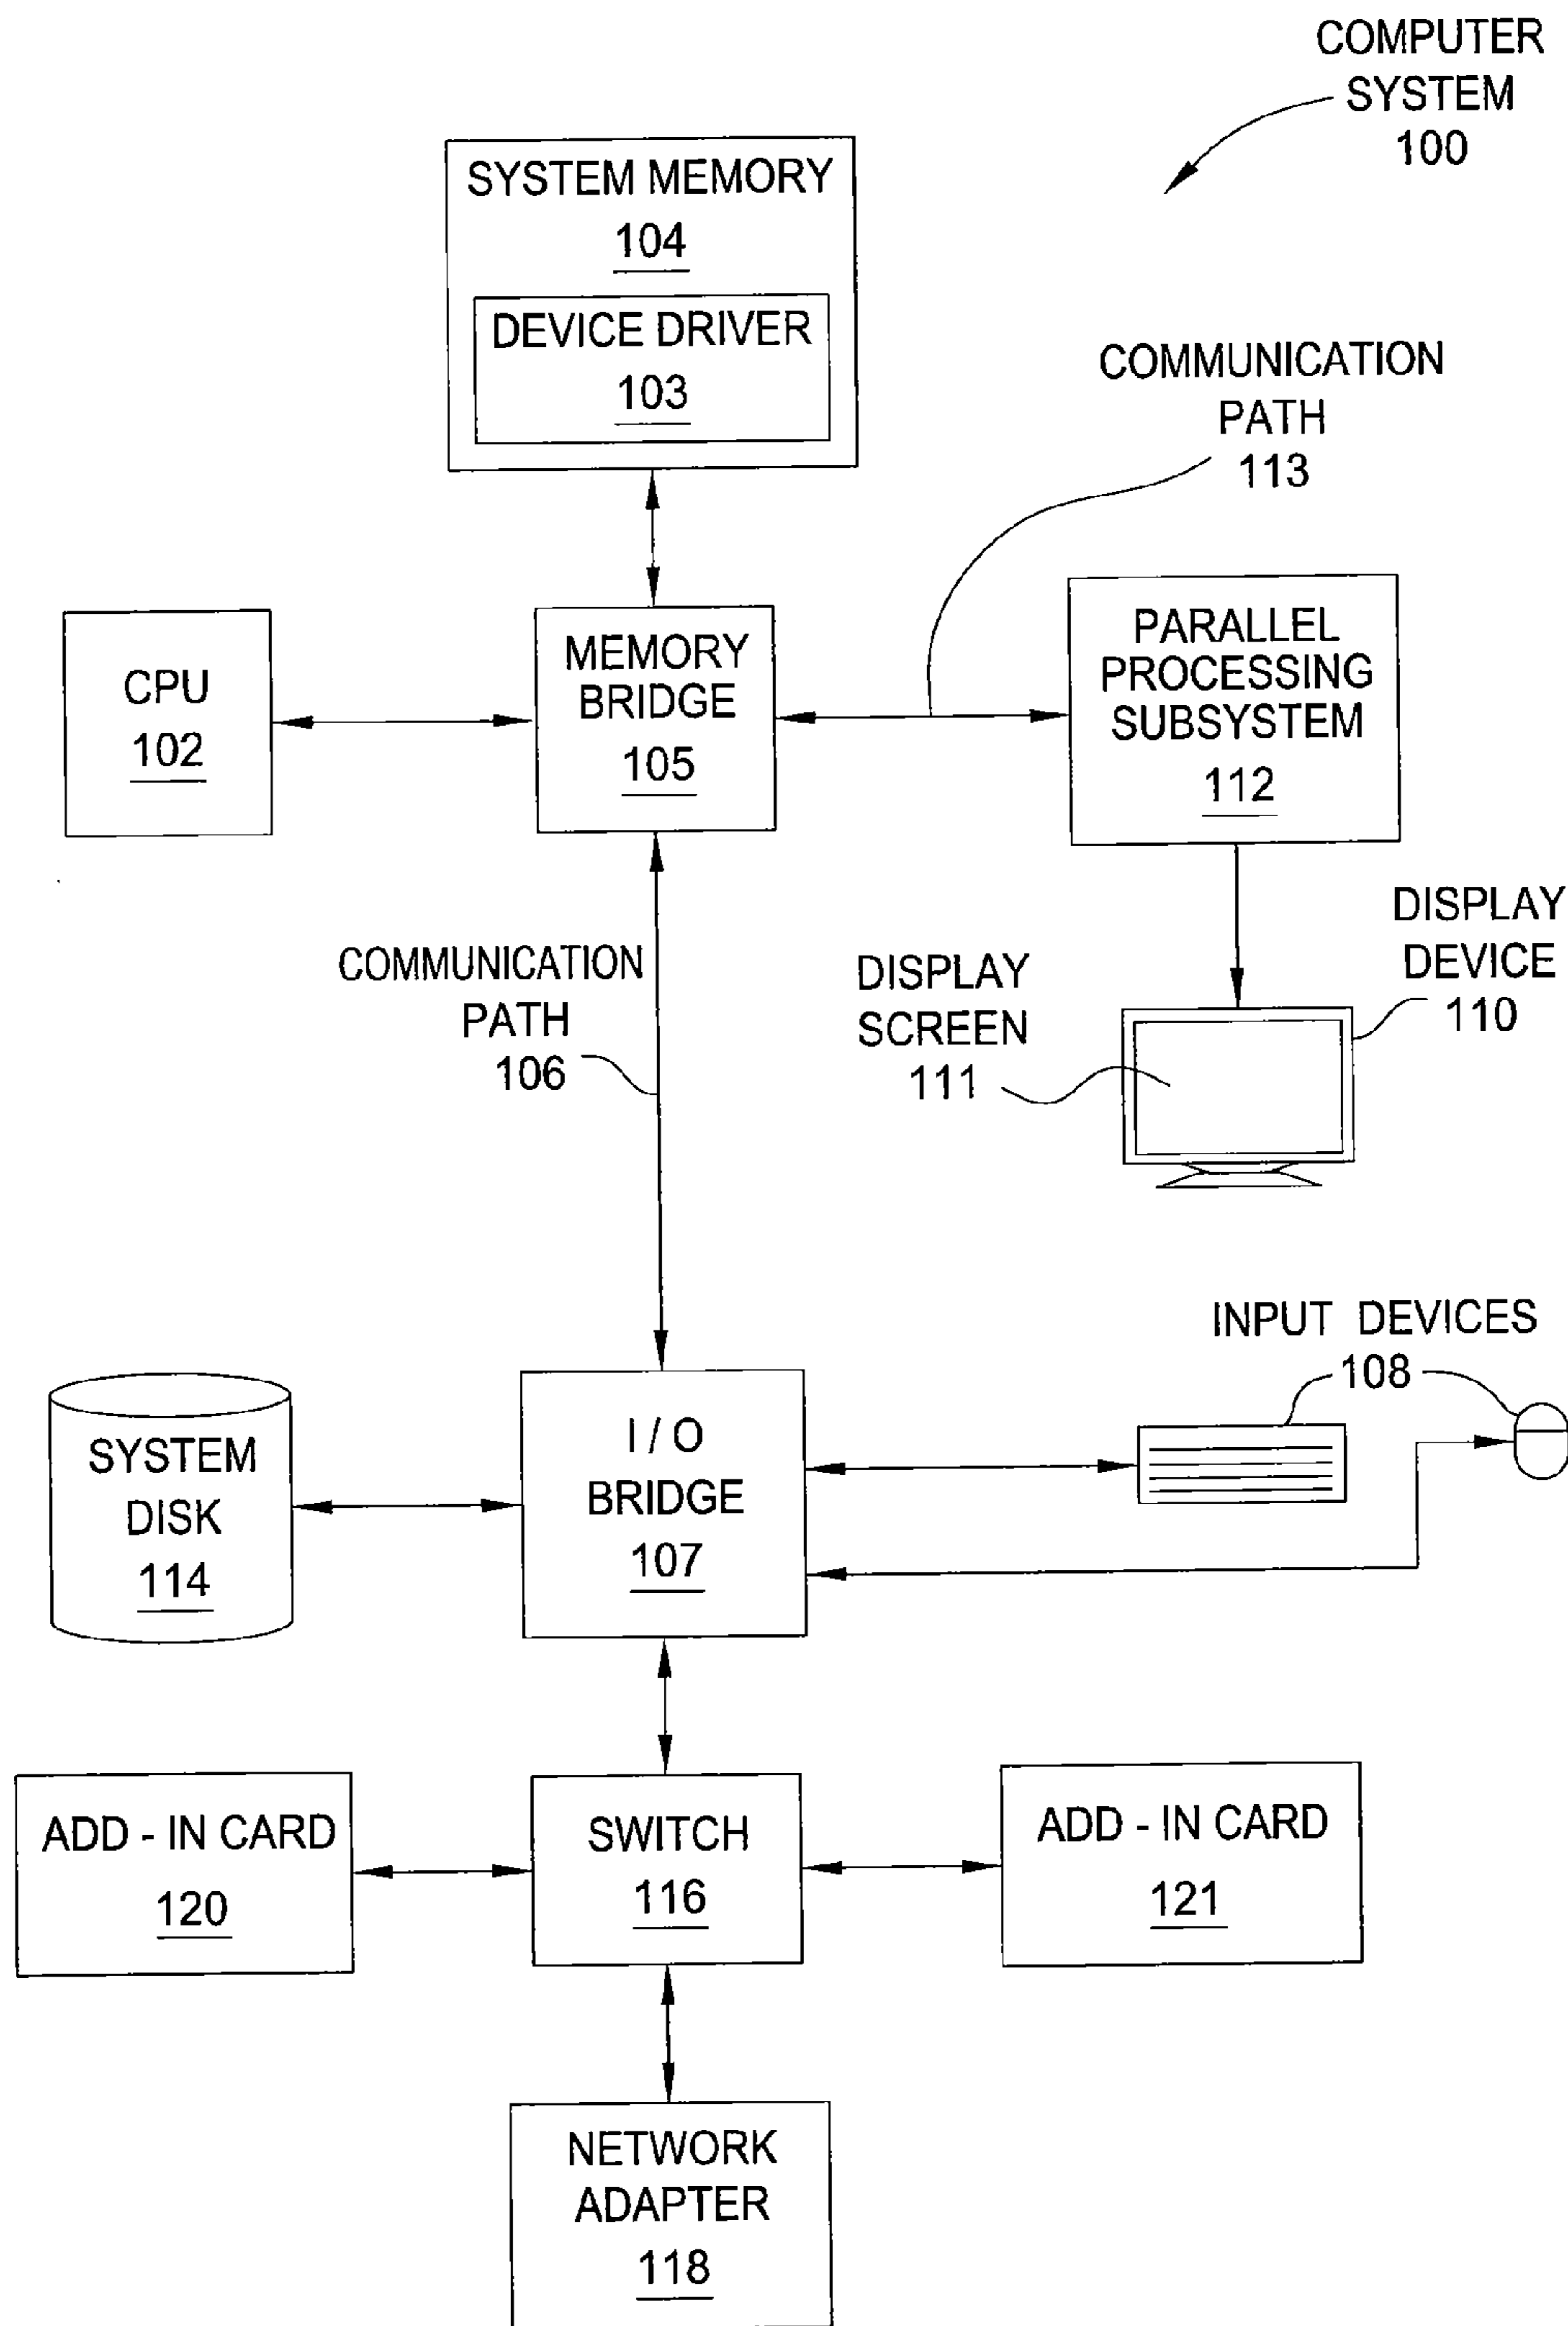 COMPUTER
SYSTEM
100
SYSTEM MEMORY
104
DEVICE DRIVER
103
COMMUNICATION
PATH
113
CPU
102
MEMORY
BRIDGE
105
PARALLEL
PROCESSING
SUBSYSTEM
112
COMMUNICATION
PATH
106
DISPLAY
SCREEN
111
DISPLAY
DEVICE
110
INPUT DEVICES
108
SYSTEM
DISK
114
I / O
BRIDGE
107
ADD - IN CARD
120
SWITCH
116
ADD - IN CARD
121
NETWORK
ADAPTER
118